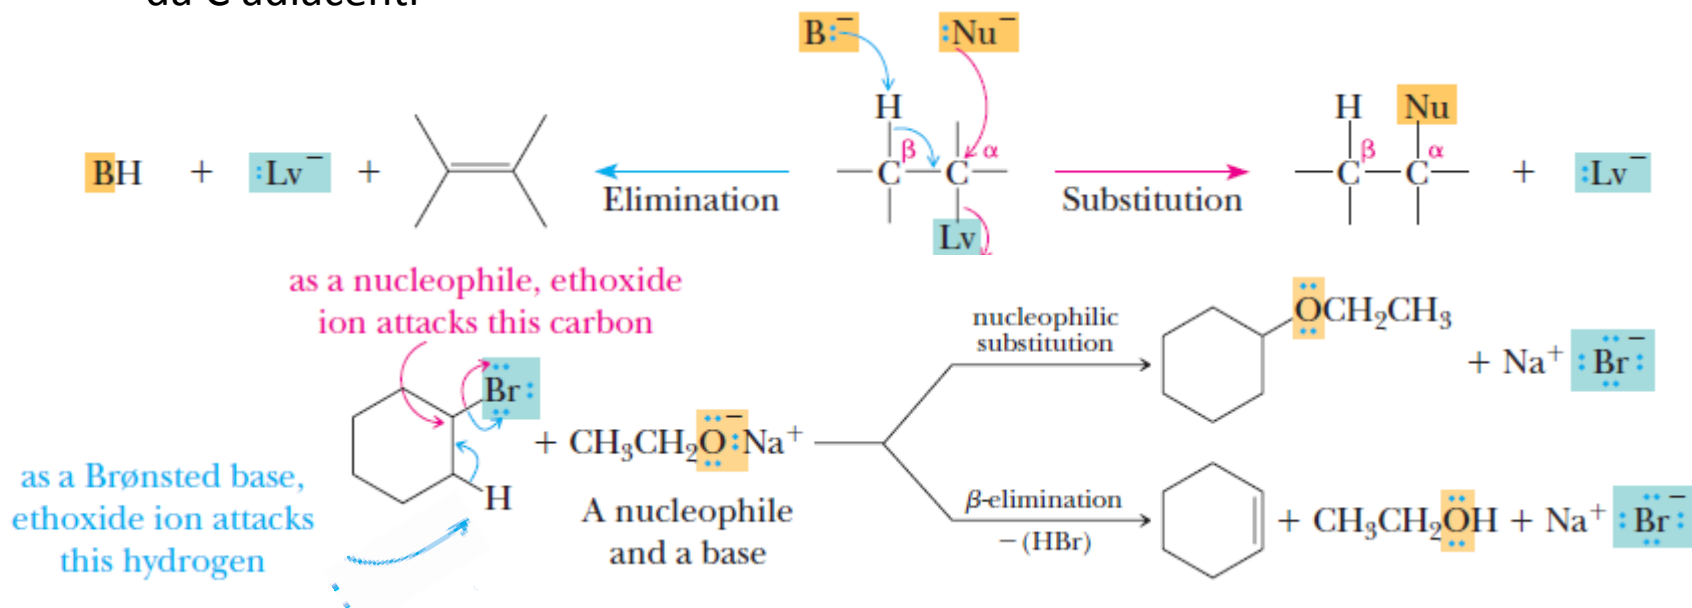 da C adiacenti
B:⁻ :Nu⁻
H
β α
—C—C—
Lv
BH + :Lv⁻ +
Elimination
Substitution
H Nu
β α
—C—C— + :Lv⁻
as a nucleophile, ethoxide
ion attacks this carbon
Br:
H
as a Brønsted base,
ethoxide ion attacks
this hydrogen
+ CH₃CH₂O:⁻Na⁺
A nucleophile
and a base
nucleophilic
substitution
OCH₂CH₃
+ Na⁺ :Br:⁻
β-elimination
− (HBr)
+ CH₃CH₂OH + Na⁺ :Br:⁻